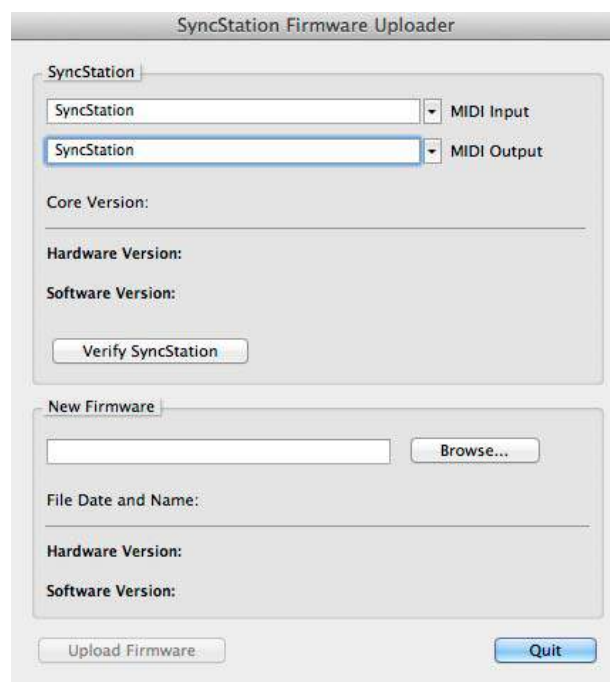 SyncStation Firmware Uploader
SyncStation
SyncStation MIDI Input
SyncStation MIDI Output
Core Version:
Hardware Version:
Software Version:
Verify SyncStation
New Firmware
Browse...
File Date and Name:
Hardware Version:
Software Version:
Upload Firmware Quit